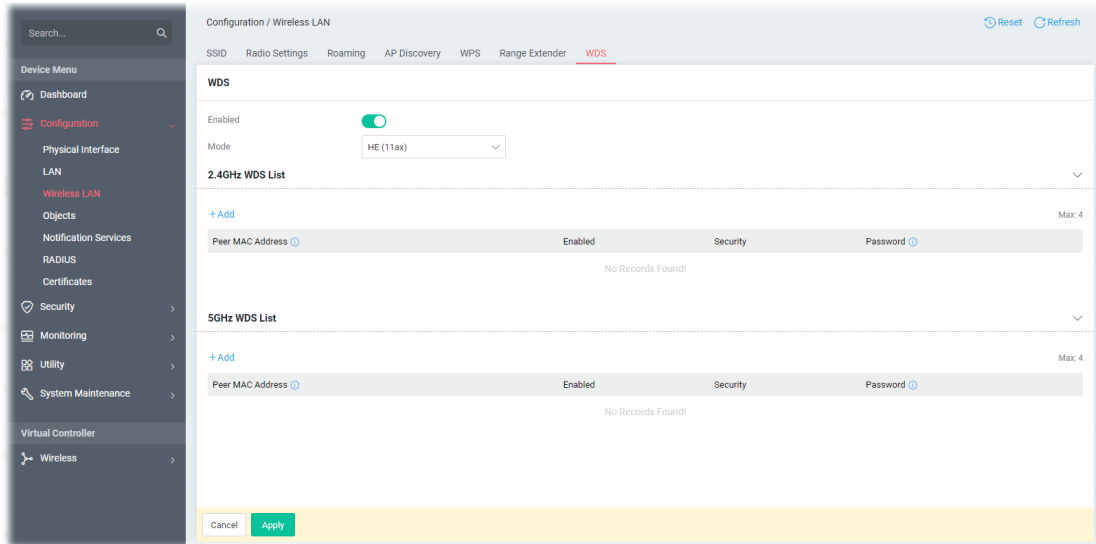 Search...
Device Menu
Dashboard
Configuration
Physical Interface
LAN
Wireless LAN
Objects
Notification Services
RADIUS
Certificates
Security
Monitoring
Utility
System Maintenance
Virtual Controller
Wireless
Configuration / Wireless LAN
Reset Refresh
SSID Radio Settings Roaming AP Discovery WPS Range Extender WDS
WDS
Enabled
Mode HE (11ax)
2.4GHz WDS List
+Add Max: 4
Peer MAC Address Enabled Security Password
No Records Found!
5GHz WDS List
+Add Max: 4
Peer MAC Address Enabled Security Password
No Records Found!
Cancel Apply